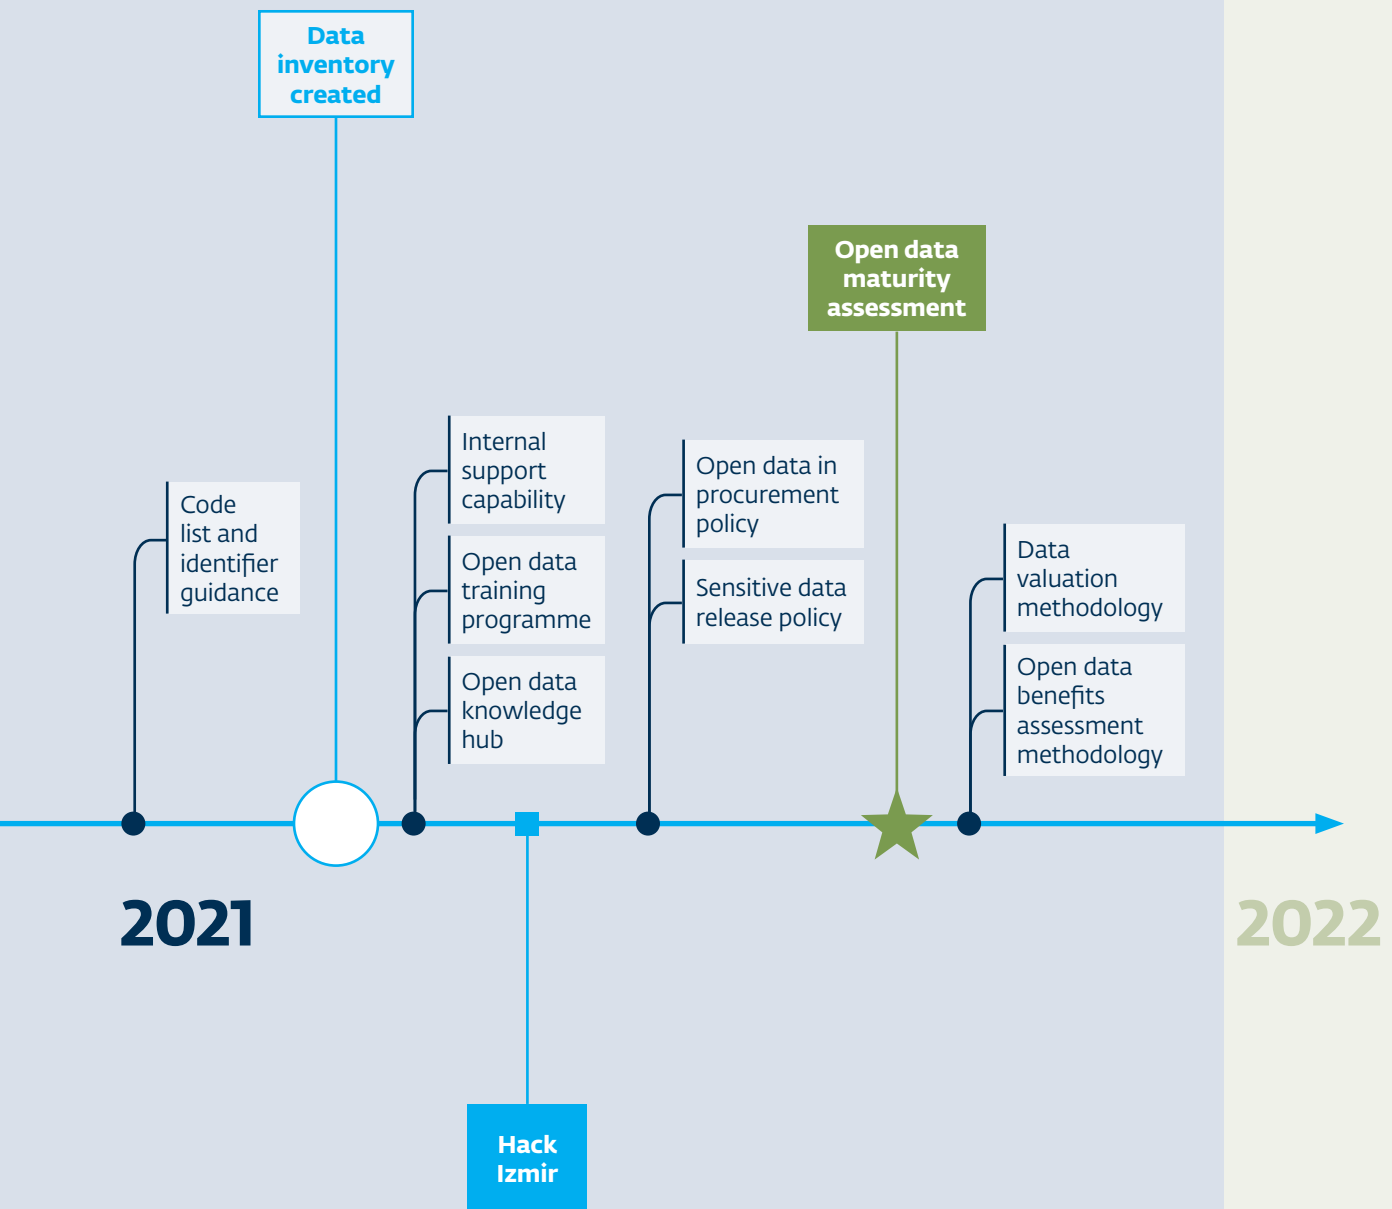 Data
inventory
created
Open data
maturity
assessment
Code
list and
identifier
guidance
Internal
support
capability
Open data
training
programme
Open data
knowledge
hub
Open data in
procurement
policy
Sensitive data
release policy
Data
valuation
methodology
Open data
benefits
assessment
methodology
2021
2022
Hack
Izmir